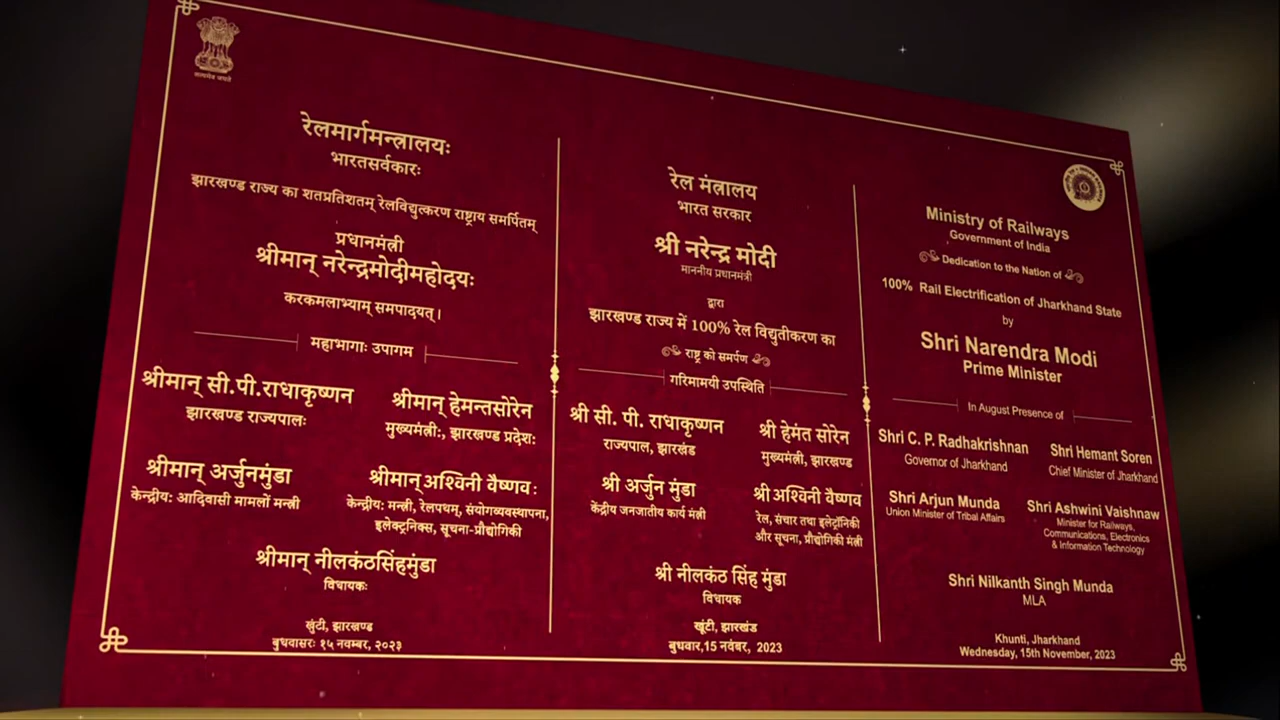 सत्यमेव जयते
रेलमार्गमन्त्रालयः
भारतसर्वकारः
झारखण्ड राज्य का शतप्रतिशतम् रेलविद्युत्करण राष्ट्राय समर्पितम्
प्रधानमंत्री
श्रीमान् नरेन्द्रमोदीमहोदयः
करकमलाभ्याम् समपादयत्।
महाभागाः उपागम
श्रीमान् सी.पी.राधाकृष्णन
झारखण्ड राज्यपालः
श्रीमान् हेमन्तसोरेन
मुख्यमंत्रीः, झारखण्ड प्रदेशः
श्रीमान् अर्जुनमुंडा
केन्द्रीयः आदिवासी मामलों मन्त्री
श्रीमान् अश्विनी वैष्णवः
केन्द्रीयः मन्त्री, रेलपथम्, संयोगव्यवस्थापना,
इलेक्ट्रनिक्स, सूचना-प्रौद्योगिकी
श्रीमान् नीलकंठसिंहमुंडा
विधायकः
खुंटी, झारखण्ड
बुधवासरः १५ नवम्बर, २०२३
रेल मंत्रालय
भारत सरकार
श्री नरेन्द्र मोदी
माननीय प्रधानमंत्री
द्वारा
झारखण्ड राज्य में 100% रेल विद्युतीकरण का
राष्ट्र को समर्पण
गरिमामयी उपस्थिति
श्री सी. पी. राधाकृष्णन
राज्यपाल, झारखंड
श्री हेमंत सोरेन
मुख्यमंत्री, झारखण्ड
श्री अर्जुन मुंडा
केंद्रीय जनजातीय कार्य मंत्री
श्री अश्विनी वैष्णव
रेल, संचार तथा इलेट्रॉनिकी
और सूचना, प्रौद्योगिकी मंत्री
श्री नीलकंठ सिंह मुंडा
विधायक
खूंटी, झारखंड
बुधवार,15 नवंबर, 2023
Ministry of Railways
Government of India
Dedication to the Nation of
100% Rail Electrification of Jharkhand State
by
Shri Narendra Modi
Prime Minister
In August Presence of
Shri C. P. Radhakrishnan
Governor of Jharkhand
Shri Hemant Soren
Chief Minister of Jharkhand
Shri Arjun Munda
Union Minister of Tribal Affairs
Shri Ashwini Vaishnaw
Minister for Railways,
Communications, Electronics
& Information Technology
Shri Nilkanth Singh Munda
MLA
Khunti, Jharkhand
Wednesday, 15th November, 2023